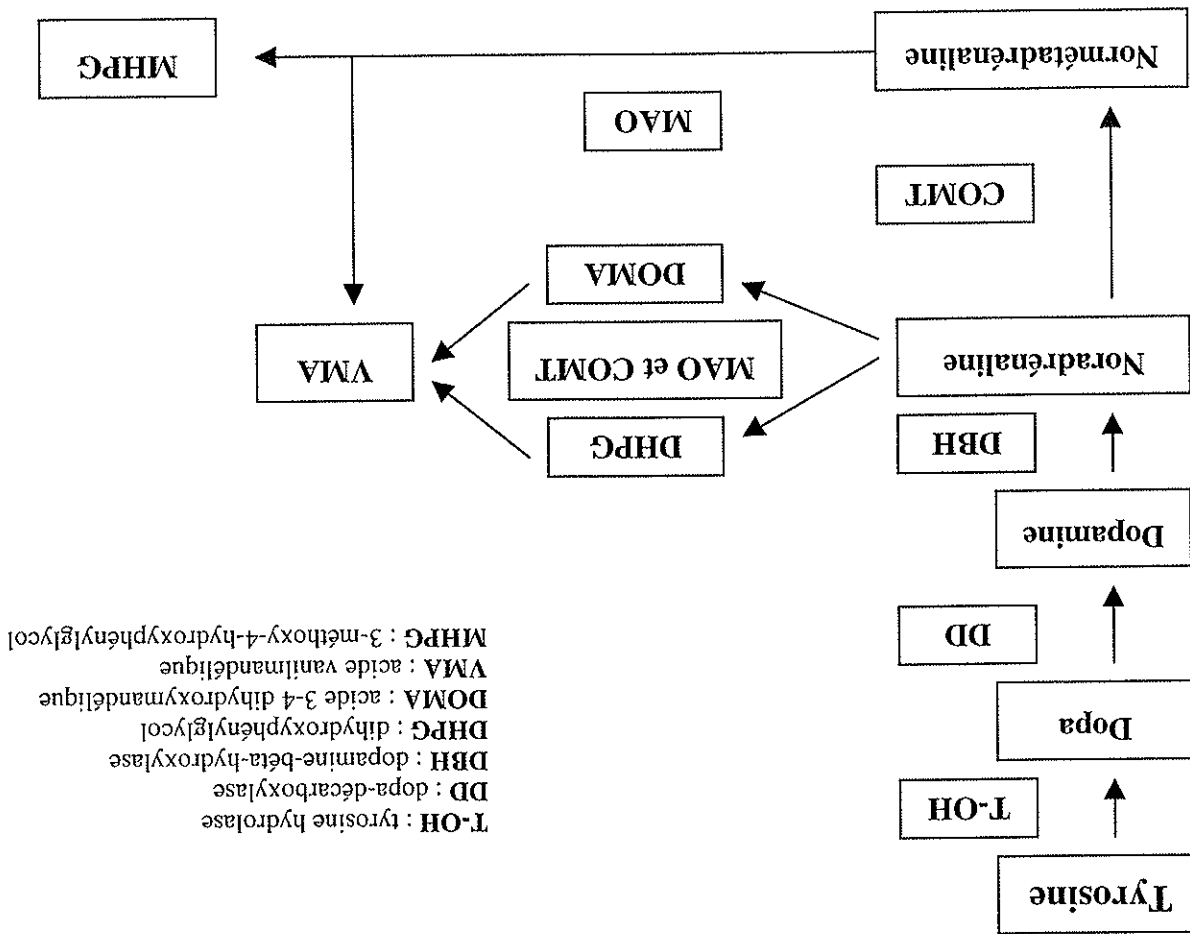 Tyrosine
T-OH
Dopa
DD
Dopamine
DBH
Noradrénaline
COMT
Normétadrénaline
T-OH : tyrosine hydrolase
DD : dopa-décarboxylase
DBH : dopamine-béta-hydroxylase
DHPG : dihydroxyphénylglycol
DOMA : acide 3-4 dihydroxymandélique
VMA : acide vanilmandélique
MHPG : 3-méthoxy-4-hydroxyphénylglycol
DHPG
MAO et COMT
DOMA
VMA
MAO
MHPG